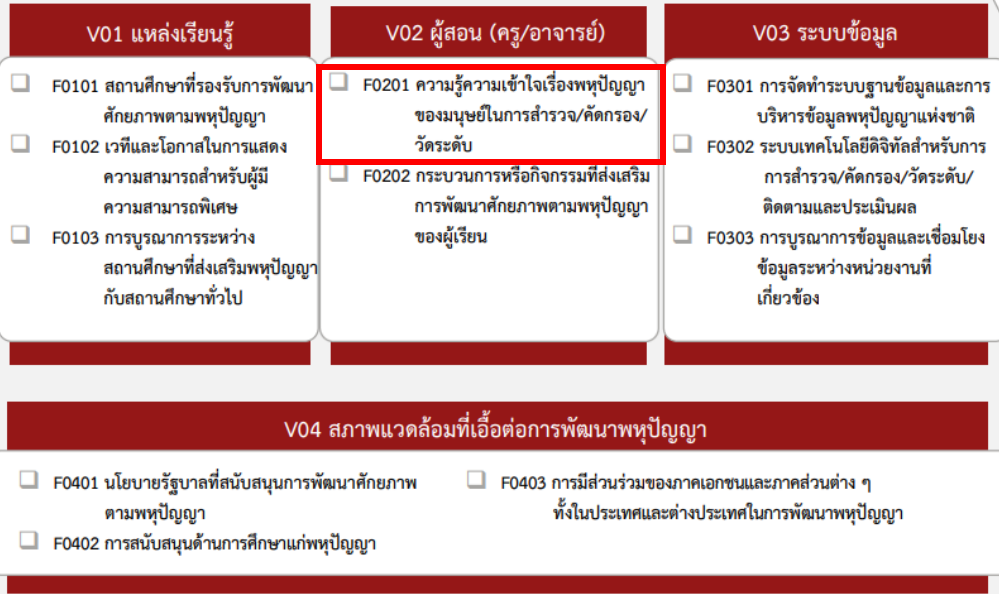 V01 แหล่งเรียนรู้
F0101 สถานศึกษาที่รองรับการพัฒนา
ศักยภาพตามพหุปัญญา
F0102 เวทีและโอกาสในการแสดง
ความสามารถสำหรับผู้มี
ความสามารถพิเศษ
F0103 การบูรณาการระหว่าง
สถานศึกษาที่ส่งเสริมพหุปัญญา
กับสถานศึกษาทั่วไป
V02 ผู้สอน (ครู/อาจารย์)
F0201 ความรู้ความเข้าใจเรื่องพหุปัญญา
ของมนุษย์ในการสำรวจ/คัดกรอง/
วัดระดับ
F0202 กระบวนการหรือกิจกรรมที่ส่งเสริม
การพัฒนาศักยภาพตามพหุปัญญา
ของผู้เรียน
V03 ระบบข้อมูล
F0301 การจัดทำระบบฐานข้อมูลและการ
บริหารข้อมูลพหุปัญญาแห่งชาติ
F0302 ระบบเทคโนโลยีดิจิทัลสำหรับการ
การสำรวจ/คัดกรอง/วัดระดับ/
ติดตามและประเมินผล
F0303 การบูรณาการข้อมูลและเชื่อมโยง
ข้อมูลระหว่างหน่วยงานที่
เกี่ยวข้อง
V04 สภาพแวดล้อมที่เอื้อต่อการพัฒนาพหุปัญญา
F0401 นโยบายรัฐบาลที่สนับสนุนการพัฒนาศักยภาพ
ตามพหุปัญญา
F0402 การสนับสนุนด้านการศึกษาแก่พหุปัญญา
F0403 การมีส่วนร่วมของภาคเอกชนและภาคส่วนต่าง ๆ
ทั้งในประเทศและต่างประเทศในการพัฒนาพหุปัญญา